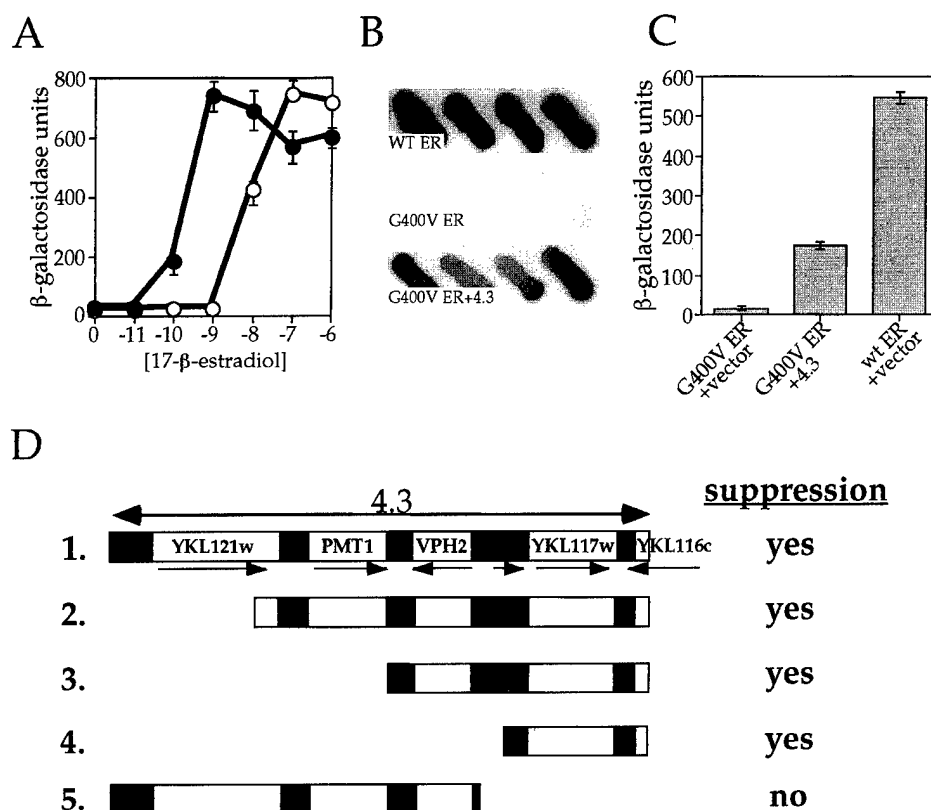 A
B
C
β-galactosidase units
800
600
400
200
0
0 -11 -10 -9 -8 -7 -6
[17-β-estradiol]
WT ER
G400V ER
G400V ER+4.3
β-galactosidase units
600
500
400
300
200
100
0
G400V ER
+vector
G400V ER
+4.3
wt ER
+vector
D
4.3
suppression
1. YKL121w PMT1 VPH2 YKL117w YKL116c yes
2. yes
3. yes
4. yes
5. no